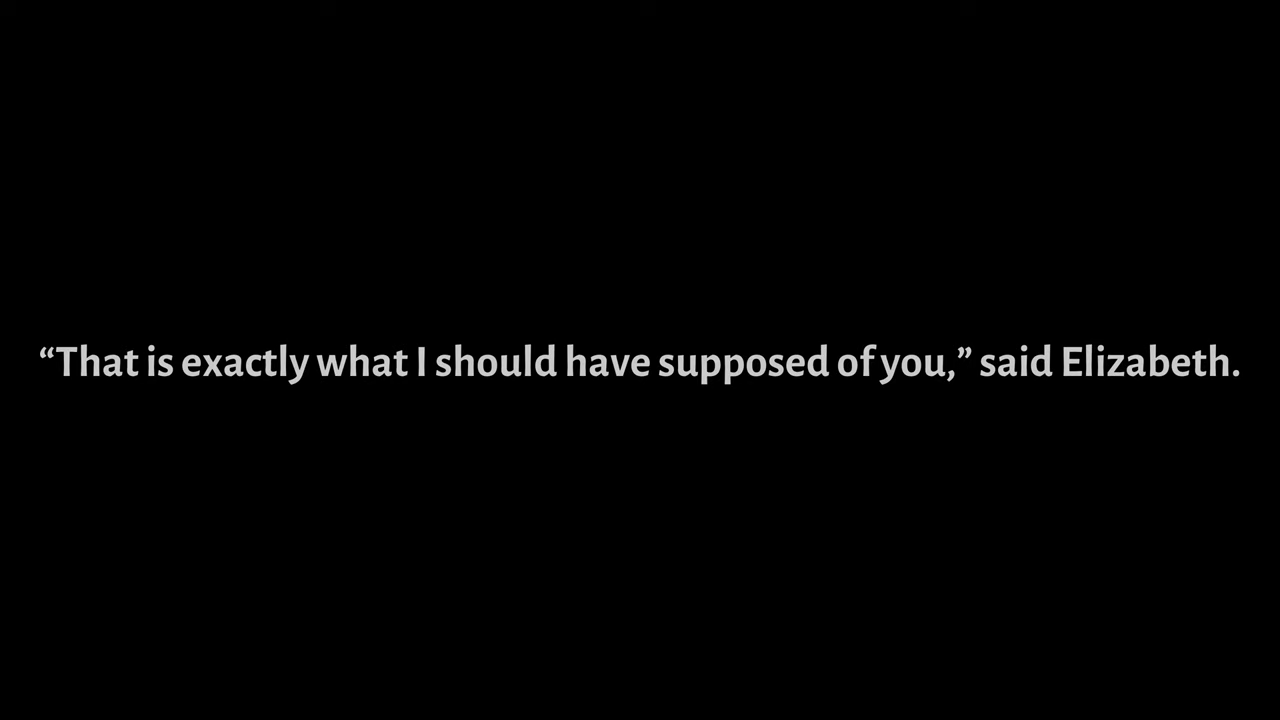 “That is exactly what I should have supposed of you,” said Elizabeth.